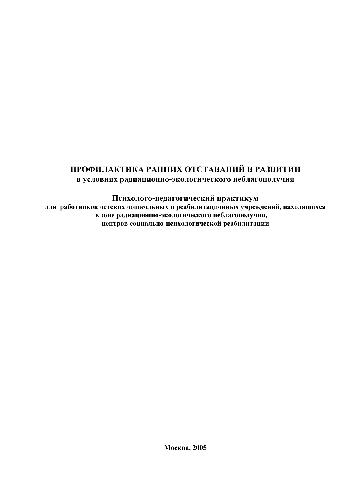 ПРОФИЛАКТИКА РАННИХ ОТСТАВАНИЙ В РАЗВИТИИ
в условиях радиационно-экологического неблагополучия
Психолого-педагогический практикум
для работников детских дошкольных и реабилитационных учреждений, находящихся
в зоне радиационно-экологического неблагополучия,
центров социально-психологической реабилитации
Москва, 2005